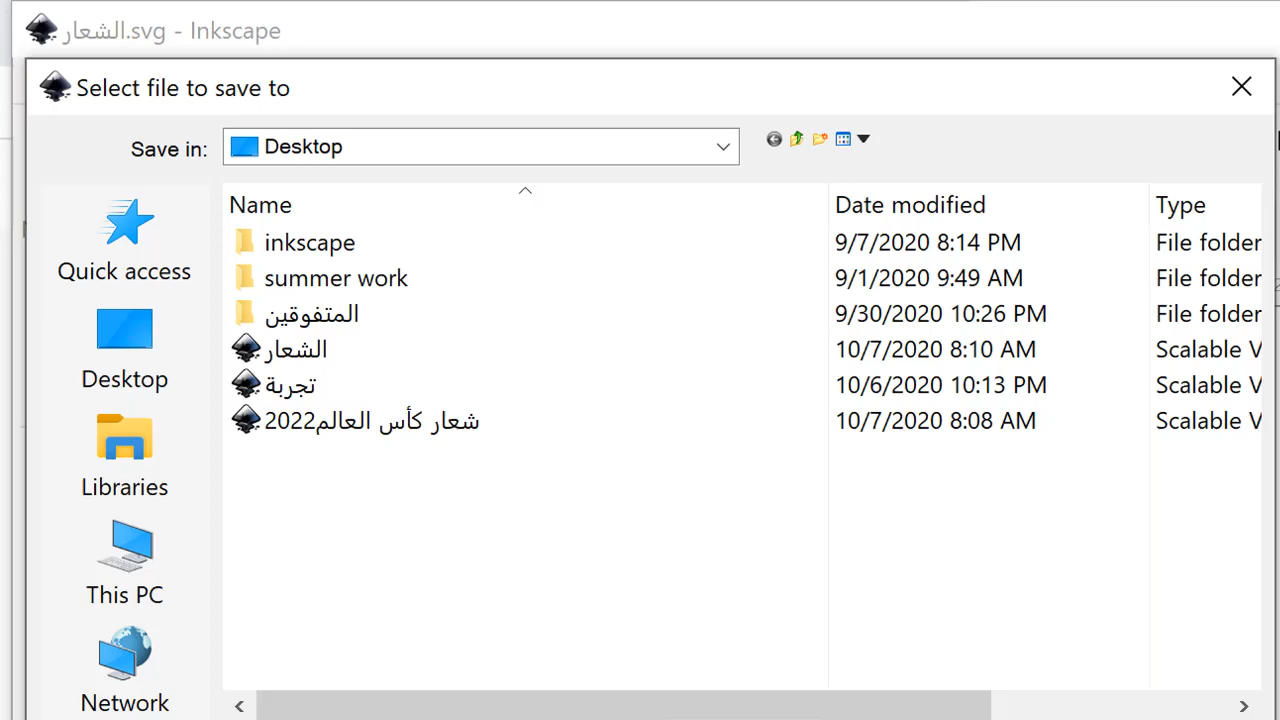 الشعار.svg - Inkscape
Select file to save to
Save in: Desktop
Name Date modified Type
inkscape 9/7/2020 8:14 PM File folder
summer work 9/1/2020 9:49 AM File folder
المتفوقين 9/30/2020 10:26 PM File folder
الشعار 10/7/2020 8:10 AM Scalable V
تجربة 10/6/2020 10:13 PM Scalable V
شعار كأس العالم2022 10/7/2020 8:08 AM Scalable V
Quick access
Desktop
Libraries
This PC
Network